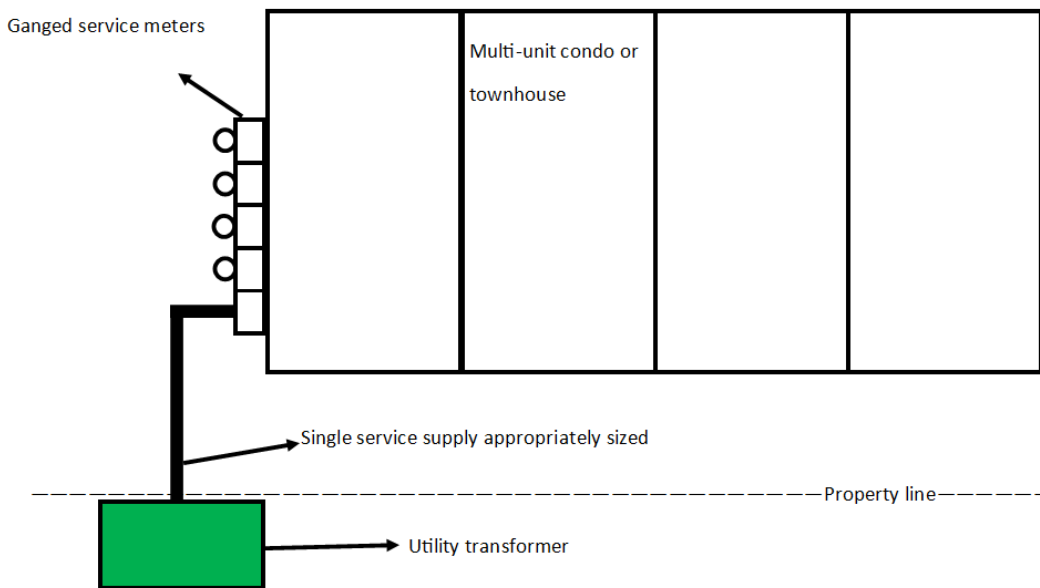 Ganged service meters
Multi-unit condo or
townhouse
Single service supply appropriately sized
Property line
Utility transformer